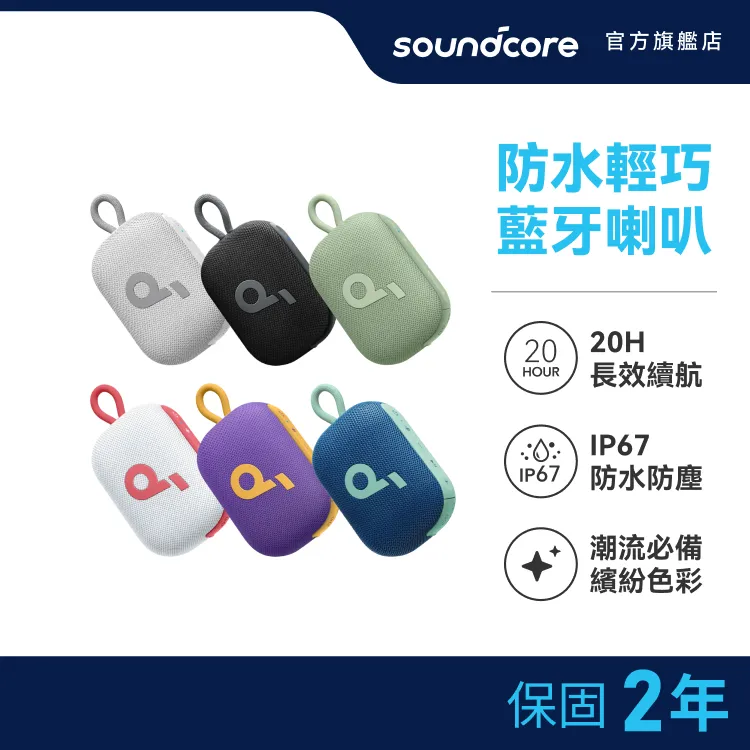 soundcore 官方旗艦店
防水輕巧
藍牙喇叭
20
HOUR
20H
長效續航
IP67
IP67
防水防塵
潮流必備
繽紛色彩
保固 2年